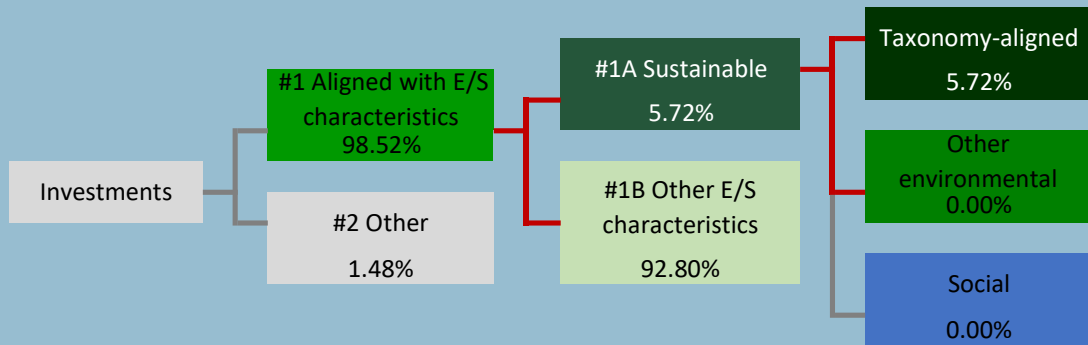 Investments
#1 Aligned with E/S
characteristics
98.52%
#2 Other
1.48%
#1A Sustainable
5.72%
#1B Other E/S
characteristics
92.80%
Taxonomy-aligned
5.72%
Other
environmental
0.00%
Social
0.00%